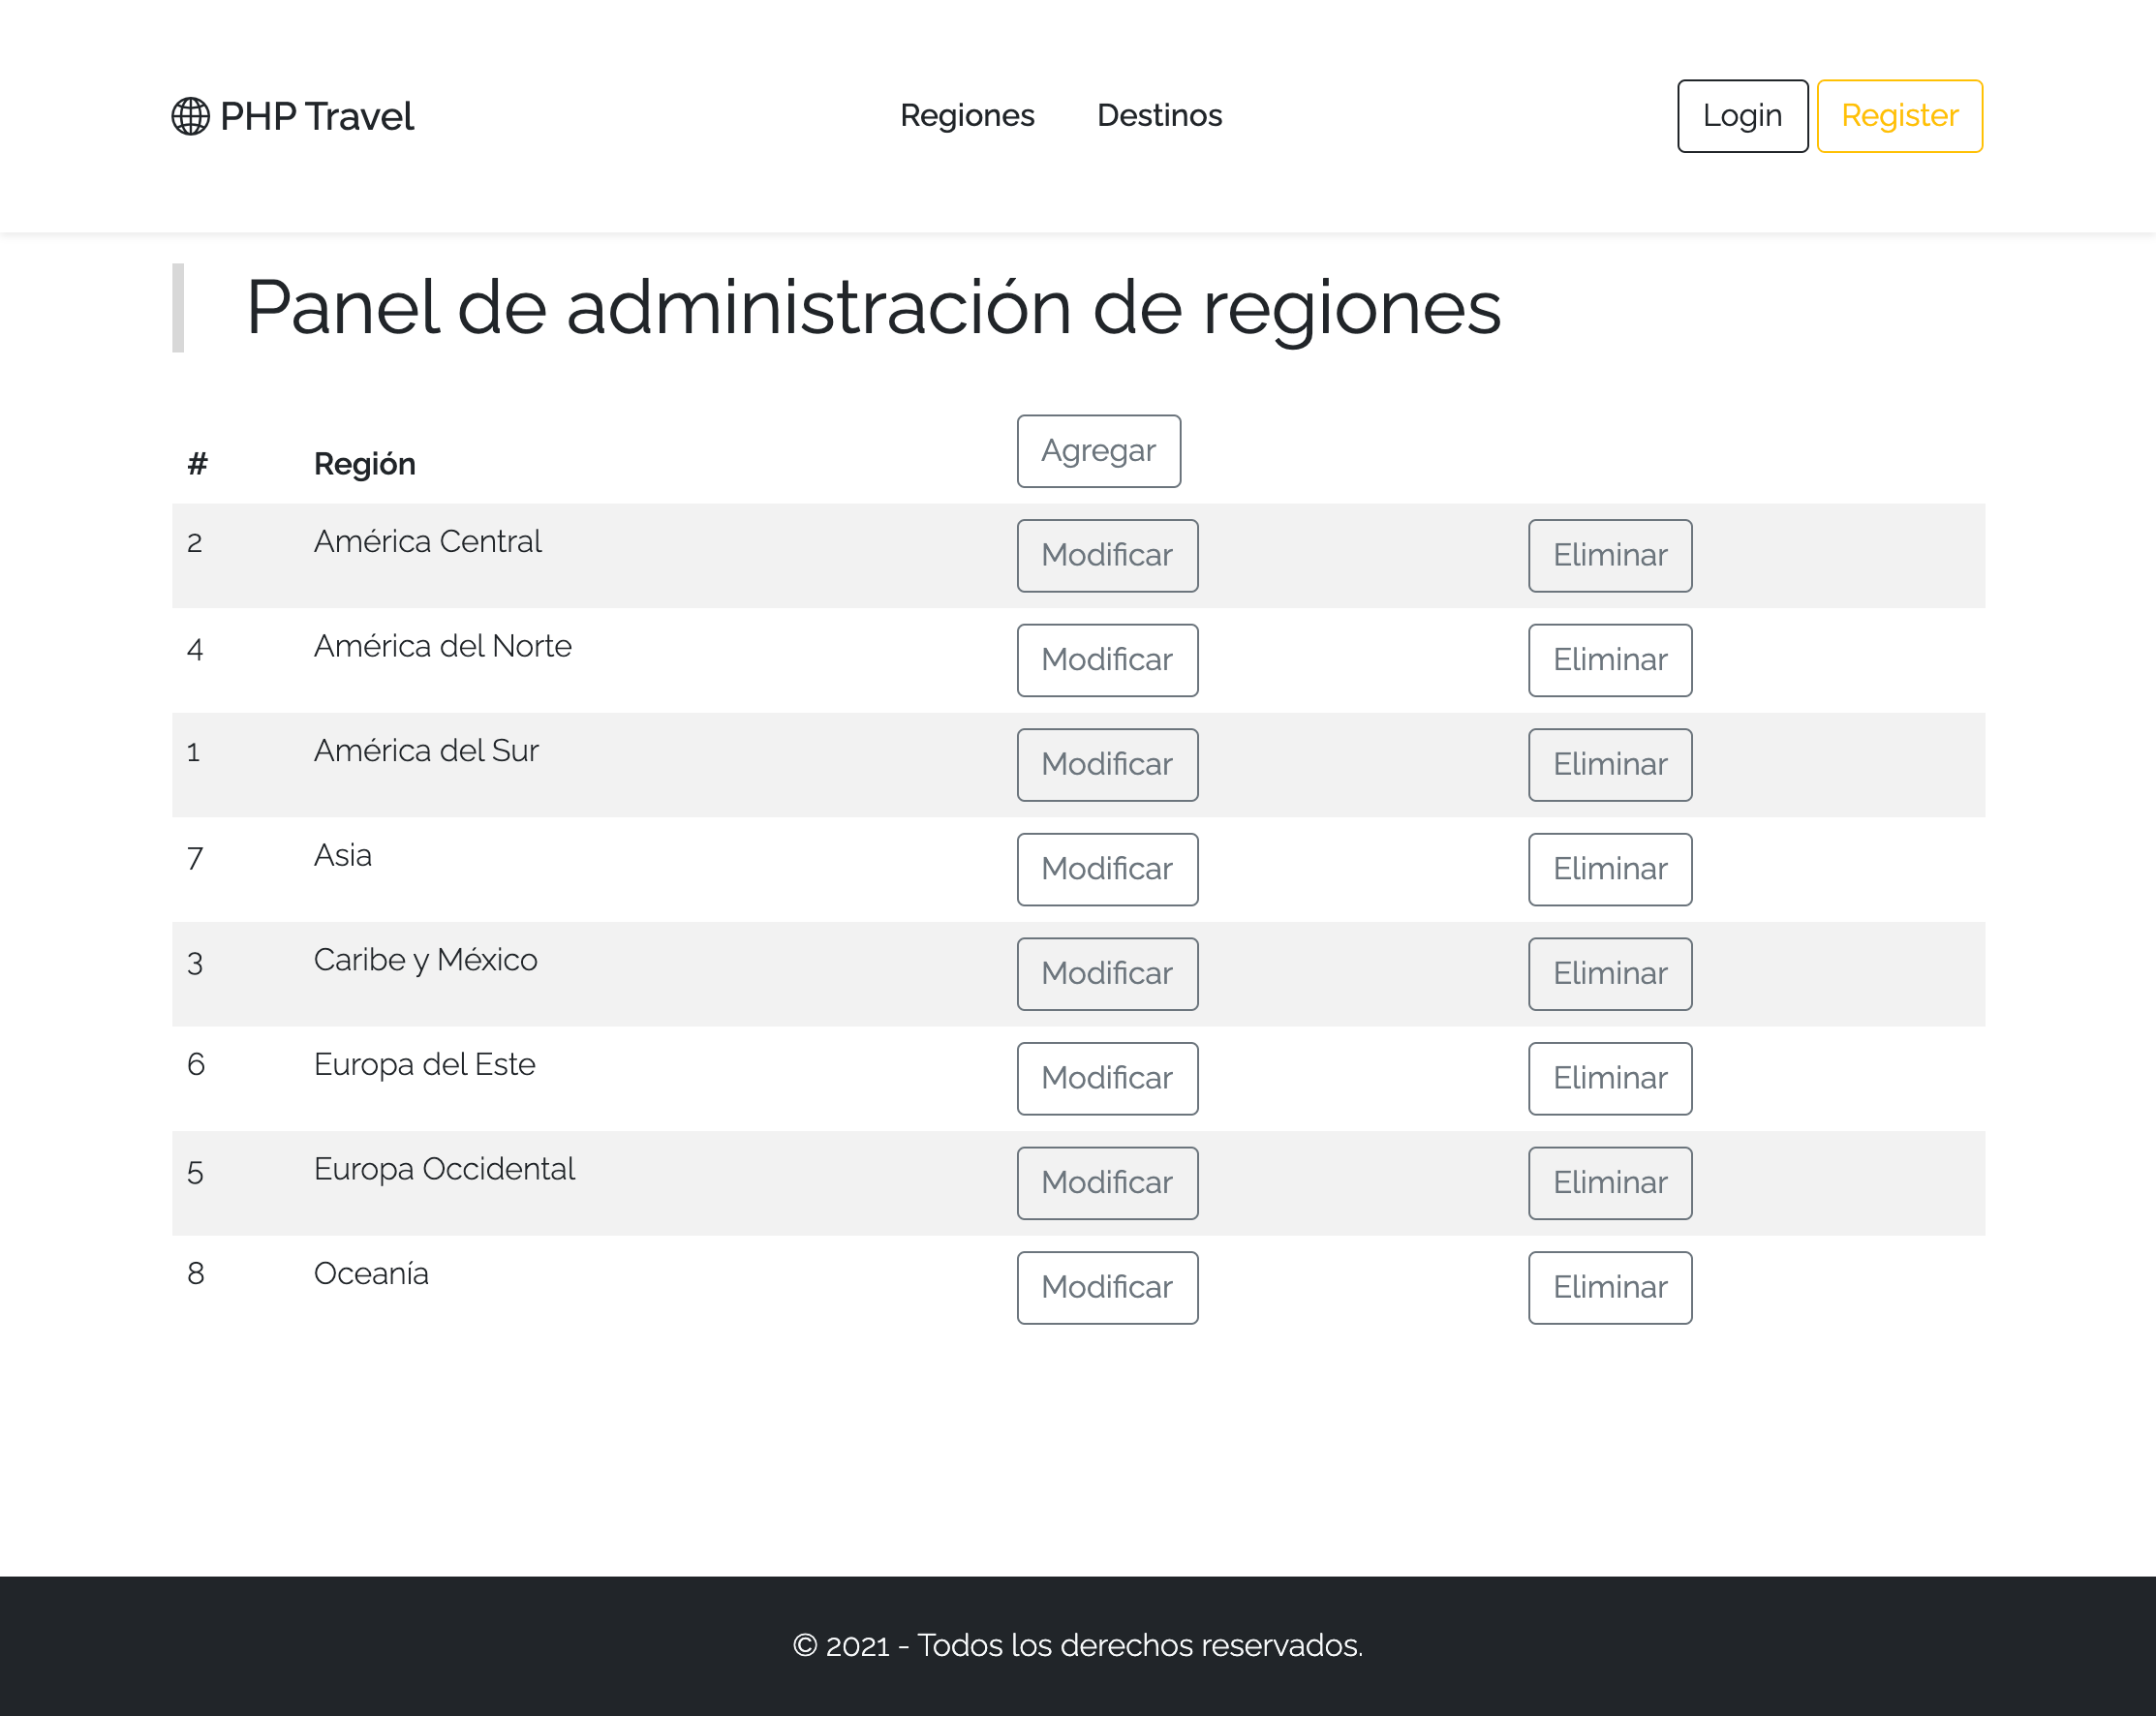 PHP Travel Regiones Destinos Login Register
Panel de administración de regiones
# Región Agregar
2 América Central Modificar Eliminar
4 América del Norte Modificar Eliminar
1 América del Sur Modificar Eliminar
7 Asia Modificar Eliminar
3 Caribe y México Modificar Eliminar
6 Europa del Este Modificar Eliminar
5 Europa Occidental Modificar Eliminar
8 Oceanía Modificar Eliminar
© 2021 - Todos los derechos reservados.